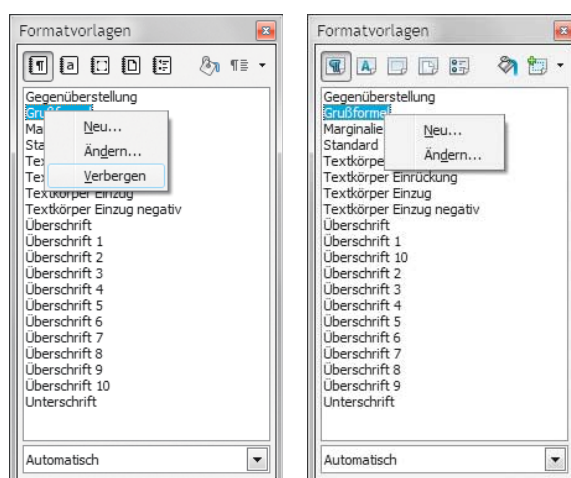 Formatvorlagen
Gegenüberstellung
Neu...
Ändern...
Verbergen
Textkörper Einzug
Textkörper Einzug negativ
Überschrift
Überschrift 1
Überschrift 2
Überschrift 3
Überschrift 4
Überschrift 5
Überschrift 6
Überschrift 7
Überschrift 8
Überschrift 9
Überschrift 10
Unterschrift
Automatisch
Formatvorlagen
Gegenüberstellung
Grußformel
Marginalie
Standard
Neu...
Ändern...
Textkörper Einrückung
Textkörper Einzug
Textkörper Einzug negativ
Überschrift
Überschrift 1
Überschrift 10
Überschrift 2
Überschrift 3
Überschrift 4
Überschrift 5
Überschrift 6
Überschrift 7
Überschrift 8
Überschrift 9
Unterschrift
Automatisch